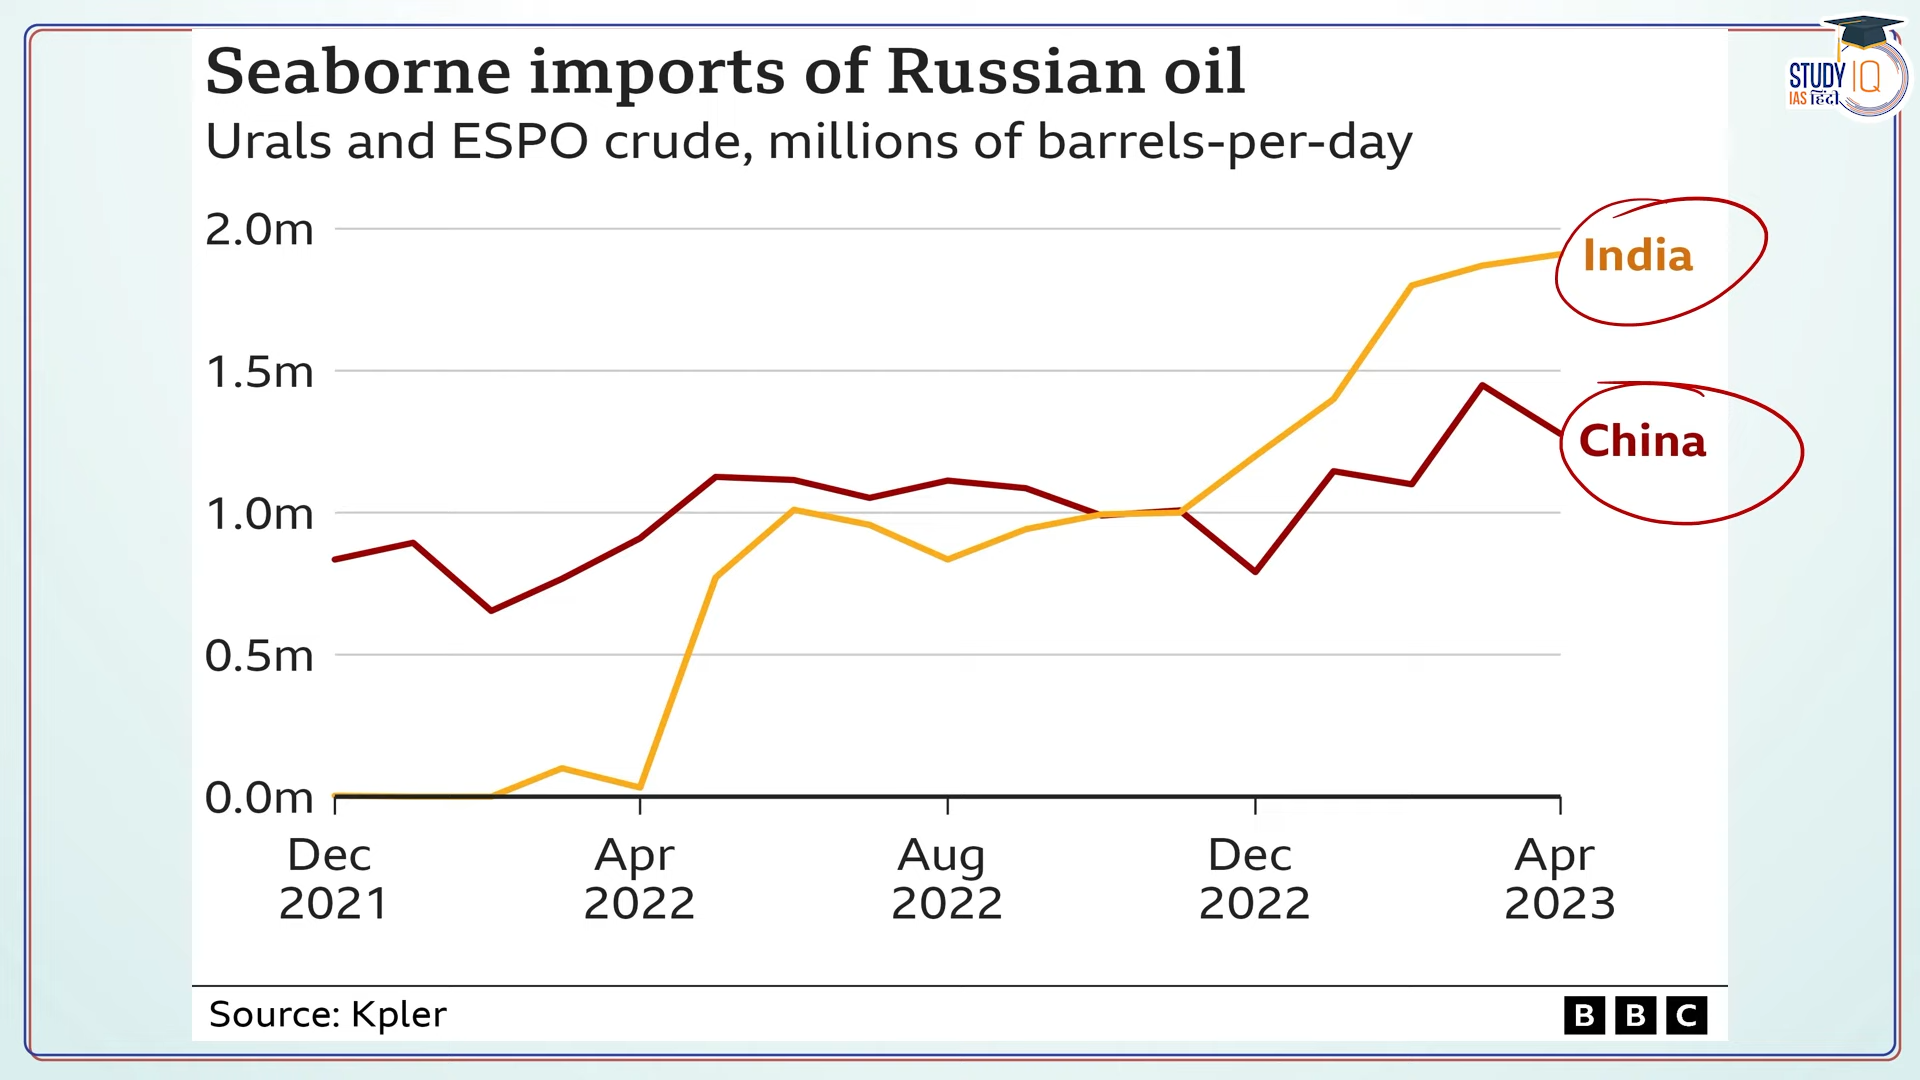 Seaborne imports of Russian oil
Urals and ESPO crude, millions of barrels-per-day
STUDY IQ
IAS हिंदी
2.0m
India
1.5m
China
1.0m
0.5m
0.0m
Dec Apr Aug Dec Apr
2021 2022 2022 2022 2023
Source: Kpler
BBC